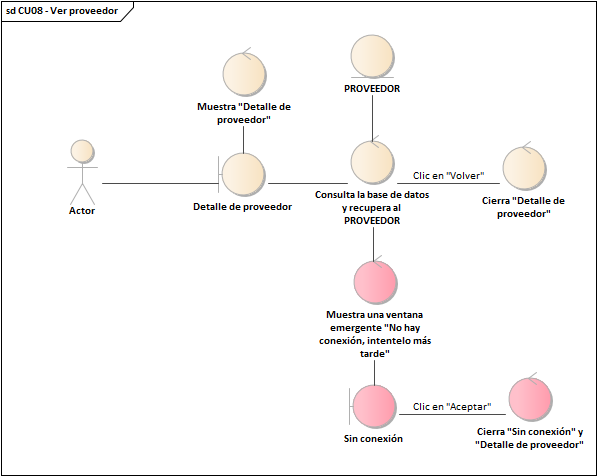 sd CU08 - Ver proveedor
Muestra "Detalle de
proveedor"
PROVEEDOR
Actor
Detalle de proveedor
Consulta la base de datos
y recupera al
PROVEEDOR
Clic en "Volver"
Cierra "Detalle de
proveedor"
Muestra una ventana
emergente "No hay
conexión, intentelo más
tarde"
Sin conexión
Clic en "Aceptar"
Cierra "Sin conexión" y
"Detalle de proveedor"